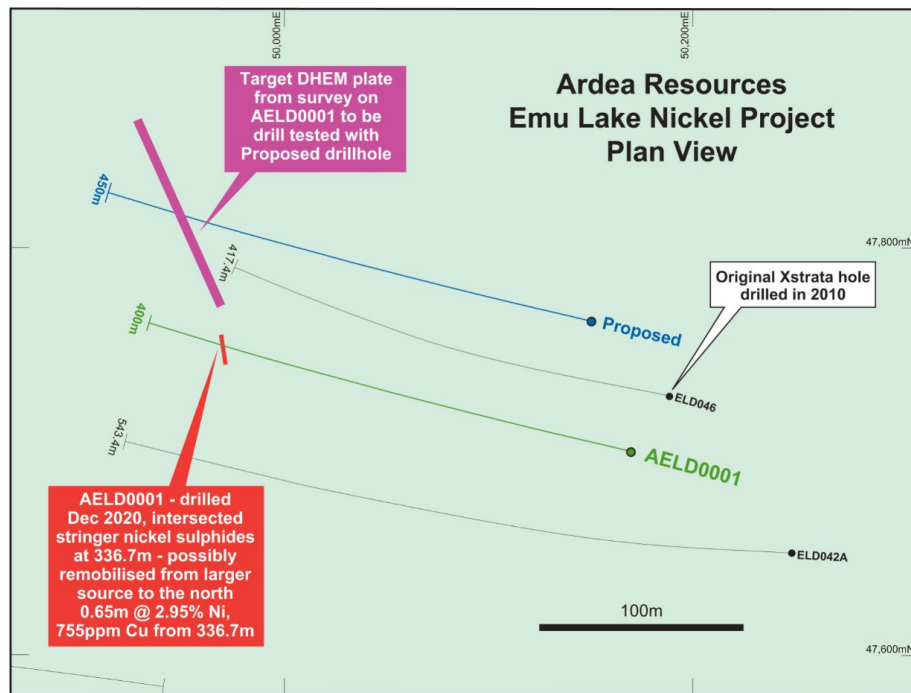 50,000mE
50,200mE
Target DHEM plate
from survey on
AELD0001 to be
drill tested with
Proposed drillhole
Ardea Resources
Emu Lake Nickel Project
Plan View
450m
47,800mN
417.4m
Original Xstrata hole
drilled in 2010
400m
Proposed
ELD046
AELD0001
543.4m
AELD0001 - drilled
Dec 2020, intersected
stringer nickel sulphides
at 336.7m - possibly
remobilised from larger
source to the north
0.65m @ 2.95% Ni,
755ppm Cu from 336.7m
ELD042A
100m
47,600mN